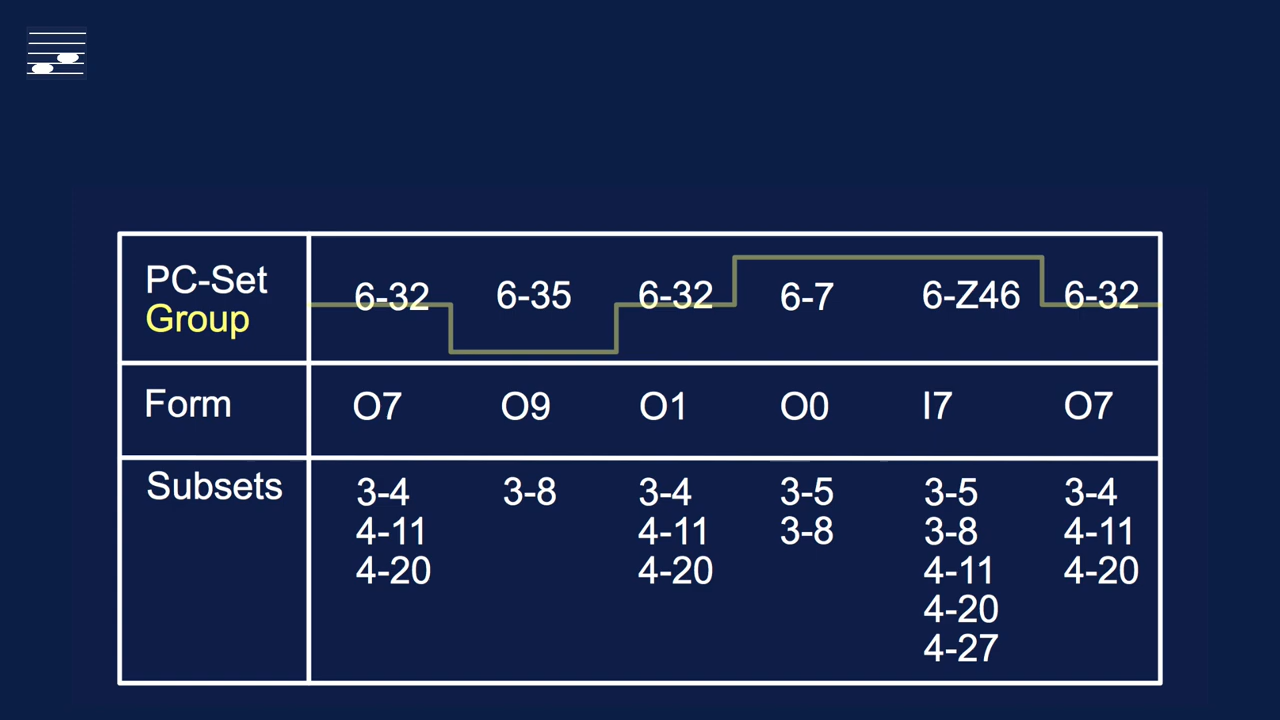 PC-Set
Group
6-32 6-35 6-32 6-7 6-Z46 6-32
Form O7 O9 O1 O0 I7 O7
Subsets 3-4 3-8 3-4 3-5 3-5 3-4
4-11 4-11 3-8 3-8 4-11
4-20 4-20 4-11 4-20
4-20
4-27